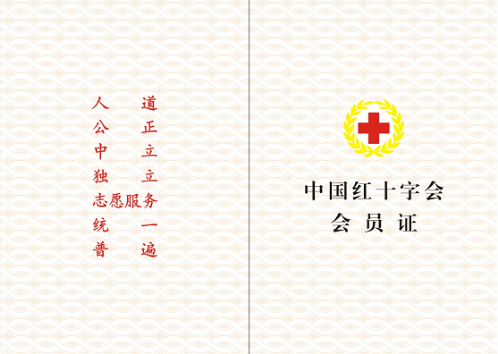 人道
公正
中立
独立
志愿服务
统一
普遍
中国红十字会
会员证